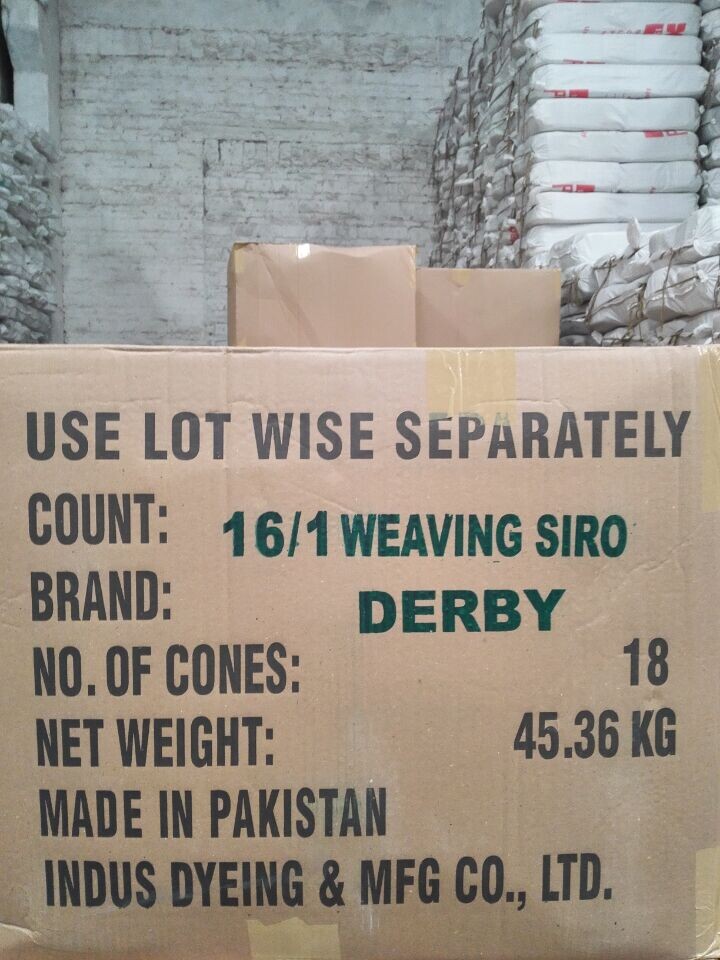 USE LOT WISE SEPARATELY
COUNT: 16/1 WEAVING SIRO
BRAND: DERBY
NO. OF CONES: 18
NET WEIGHT: 45.36 KG
MADE IN PAKISTAN
INDUS DYEING & MFG CO., LTD.